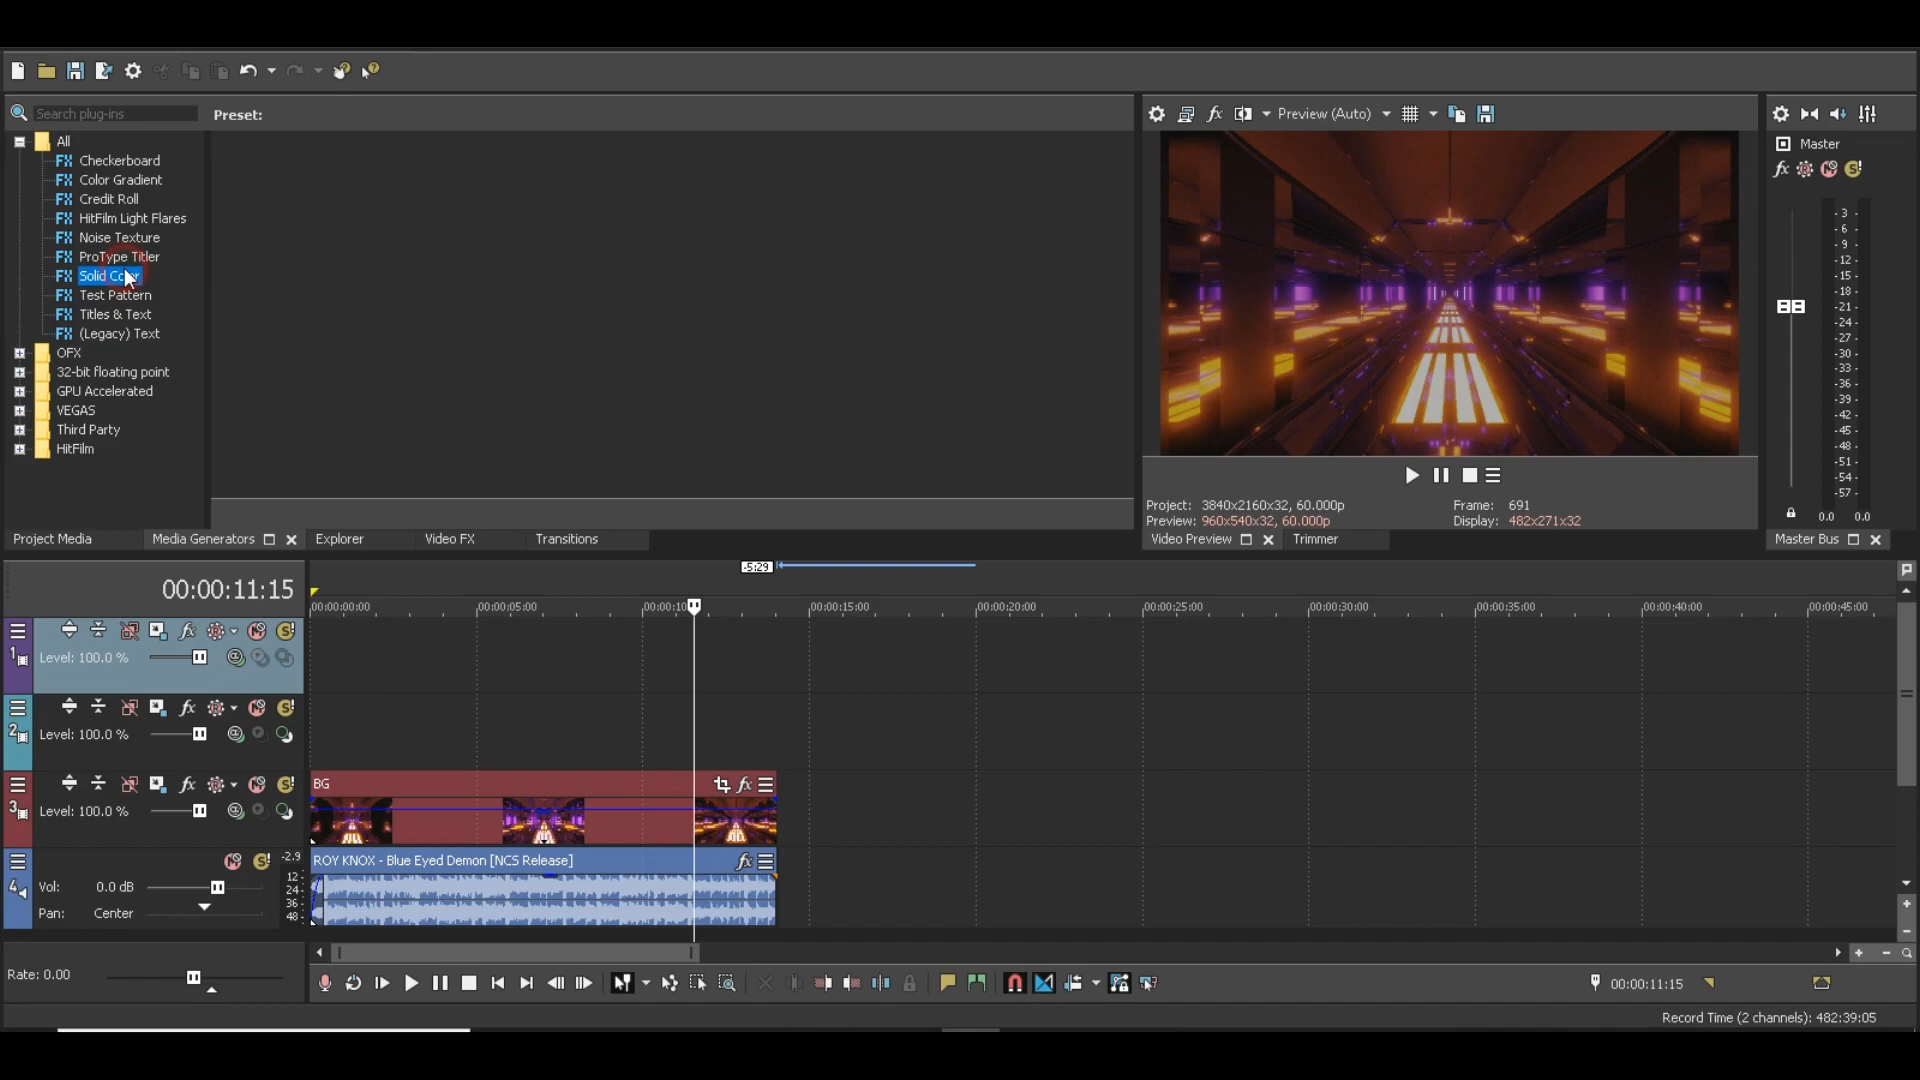 Search plug-ins
Preset:
Preview (Auto)
All
Checkerboard
Color Gradient
Credit Roll
HitFilm Light Flares
Noise Texture
ProType Titler
Solid Color
Test Pattern
Titles & Text
(Legacy) Text
OFX
32-bit floating point
GPU Accelerated
VEGAS
Third Party
HitFilm
Master
-3 -
-6 -
-9 -
-12 -
-15 -
-18 -
-21 -
-24 -
-27 -
-30 -
-33 -
-36 -
-39 -
-42 -
-45 -
-48 -
-51 -
-54 -
-57 -
0.0 0.0
Project: 3840x2160x32, 60.000p
Frame: 691
Preview: 960x540x32, 60.000p
Display: 482x271x32
Project Media
Media Generators
Explorer
Video FX
Transitions
Video Preview
Trimmer
Master Bus
-5:29
00:00:11:15
00:00:00:00
00:00:05:00
00:00:10
00:00:15:00
00:00:20:00
00:00:25:00
00:00:30:00
00:00:35:00
00:00:40:00
00:00:45:00
1
Level: 100.0 %
2
Level: 100.0 %
3
Level: 100.0 %
BG
4
-2.9
12
24
36
48
Vol: 0.0 dB
Pan: Center
ROY KNOX - Blue Eyed Demon [NCS Release]
Rate: 0.00
00:00:11:15
Record Time (2 channels): 482:39:05